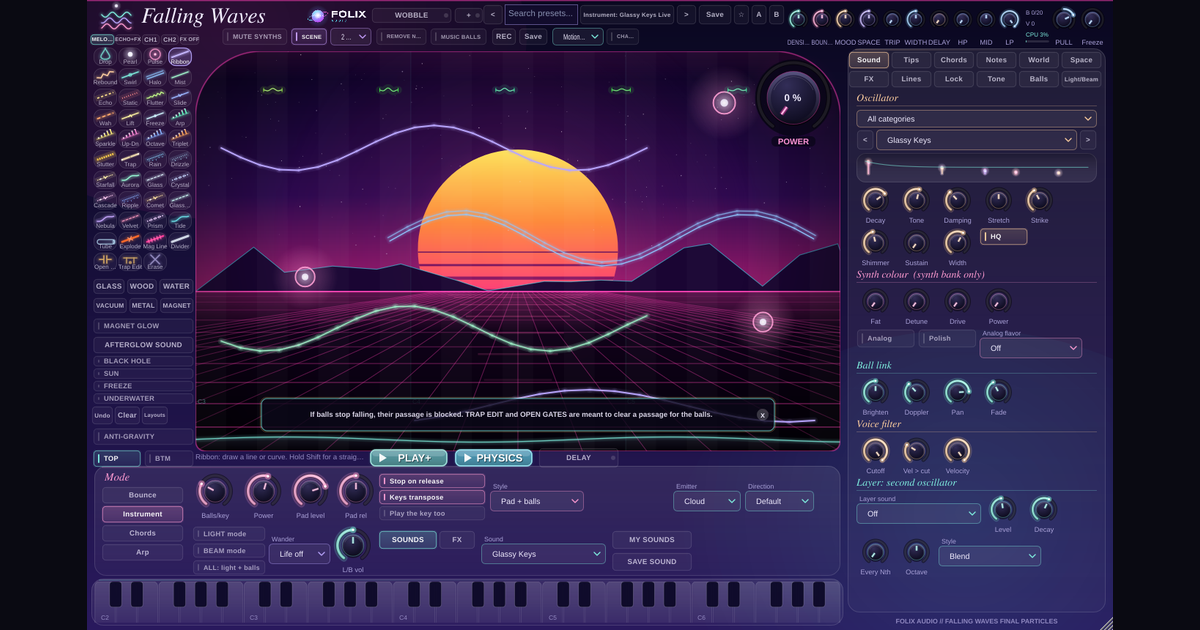 Falling Waves
FOLIX
WOBBLE
+
<
Search presets...
Instrument: Glassy Keys Live
>
Save
A
B
B 0/20
V 0
CPU 3%
DENSI... BOUN... MOOD SPACE TRIP WIDTH DELAY HP MID LP PULL Freeze
MELO... ECHO+FX CH1 CH2 FX OFF
MUTE SYNTHS
SCENE
2 ...
REMOVE N...
MUSIC BALLS
REC
Save
Motion...
CHA...
Drop Pearl Pulse Ribbon
Rebound Swirl Halo Mist
Echo Static Flutter Slide
Wah Lift Freeze Arp
Sparkle Up-Dn Octave Triplet
Stutter Trap Rain Drizzle
Starfall Aurora Glass Crystal
Cascade Ripple Comet Glass...
Nebula Velvet Prism Tide
Tube Explode Mag Line Divider
Open ... Trap Edit Erase
GLASS WOOD WATER
VACUUM METAL MAGNET
MAGNET GLOW
AFTERGLOW SOUND
BLACK HOLE
SUN
FREEZE
UNDERWATER
Undo Clear Layouts
ANTI-GRAVITY
TOP BTM
0 %
POWER
If balls stop falling, their passage is blocked. TRAP EDIT and OPEN GATES are meant to clear a passage for the balls.
X
Ribbon: draw a line or curve. Hold Shift for a straig...
PLAY+
PHYSICS
DELAY
Mode
Bounce
Instrument
Chords
Arp
Balls/key Power Pad level Pad rel
Stop on release
Keys transpose
Play the key too
Style
Pad + balls
Emitter
Cloud
Direction
Default
LIGHT mode
BEAM mode
ALL: light + balls
Wander
Life off
L/B vol
SOUNDS
FX
Sound
Glassy Keys
MY SOUNDS
SAVE SOUND
C2 C3 C4 C5 C6
Sound Tips Chords Notes World Space
FX Lines Lock Tone Balls Light/Beam
Oscillator
All categories
<
Glassy Keys
>
Decay Tone Damping Stretch Strike
HQ
Shimmer Sustain Width
Synth colour (synth bank only)
Fat Detune Drive Power
Analog
Polish
Analog flavor
Off
Ball link
Brighten Doppler Pan Fade
Voice filter
Cutoff Vel > cut Velocity
Layer: second oscillator
Layer sound
Off
Level Decay
Every Nth Octave
Style
Blend
FOLIX AUDIO // FALLING WAVES FINAL PARTICLES